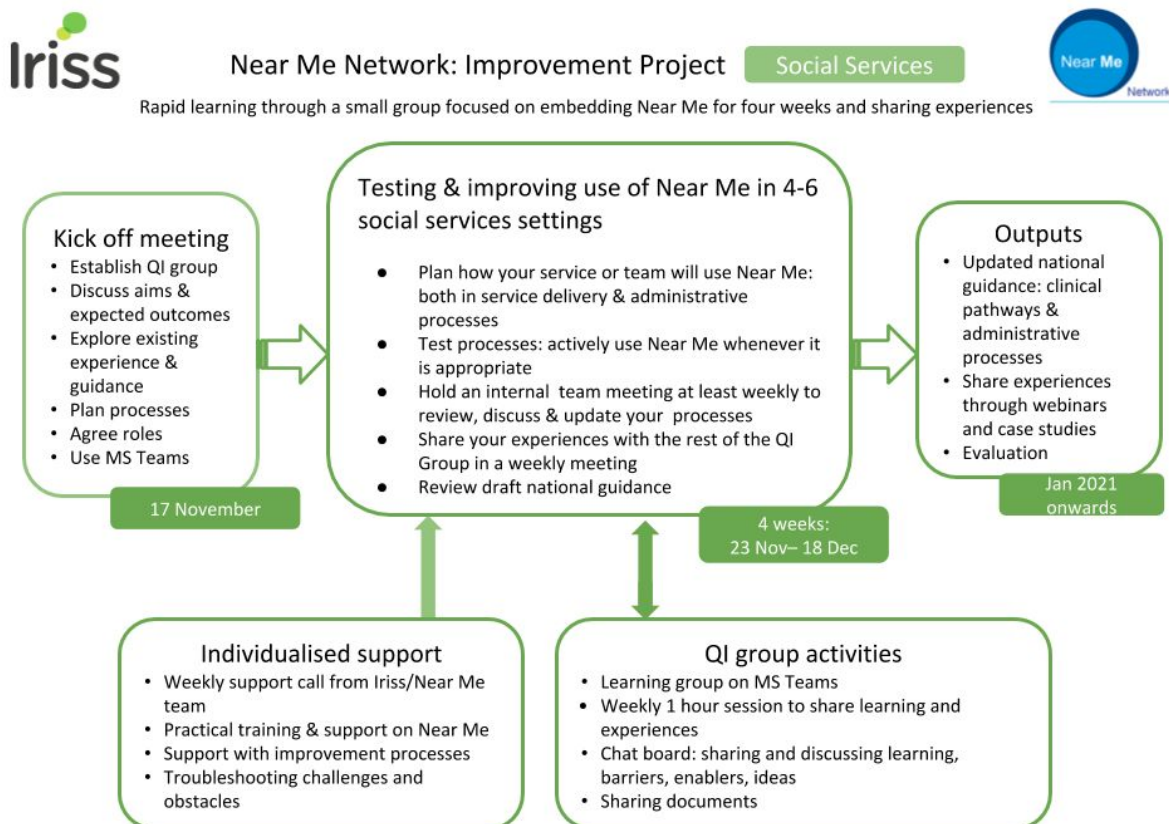 Iriss
Near Me Network: Improvement Project
Social Services
Near Me
Network
Rapid learning through a small group focused on embedding Near Me for four weeks and sharing experiences
Kick off meeting
• Establish QI group
• Discuss aims &
expected outcomes
• Explore existing
experience &
guidance
• Plan processes
• Agree roles
• Use MS Teams
17 November
Testing & improving use of Near Me in 4-6
social services settings
● Plan how your service or team will use Near Me:
both in service delivery & administrative
processes
● Test processes: actively use Near Me whenever it
is appropriate
● Hold an internal team meeting at least weekly to
review, discuss & update your processes
● Share your experiences with the rest of the QI
Group in a weekly meeting
● Review draft national guidance
4 weeks:
23 Nov– 18 Dec
Outputs
• Updated national
guidance: clinical
pathways &
administrative
processes
• Share experiences
through webinars
and case studies
• Evaluation
Jan 2021
onwards
Individualised support
• Weekly support call from Iriss/Near Me
team
• Practical training & support on Near Me
• Support with improvement processes
• Troubleshooting challenges and
obstacles
QI group activities
• Learning group on MS Teams
• Weekly 1 hour session to share learning and
experiences
• Chat board: sharing and discussing learning,
barriers, enablers, ideas
• Sharing documents